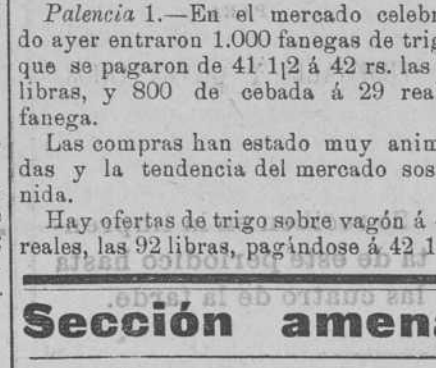 Palencia 1.—En el mercado celebr
do ayer entraron 1.000 fanegas de trig
que se pagaron de 41 1|2 á 42 rs. las
libras, y 800 de cebada á 29 rea
fanega.
Las compras han estado muy anim
das y la tendencia del mercado sos
nida.
Hay ofertas de trigo sobre vagón á
reales, las 92 libras, pagándose á 42 1
Sección amena